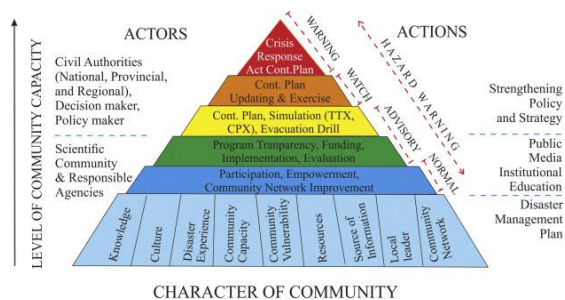 ACTORS
ACTIONS
Crisis
Response
Act Cont.Plan
Cont. Plan
Updating & Exercise
Cont. Plan, Simulation (TTX,
CPX), Evacuation Drill
Program Tranparency, Funding,
Implementation, Evaluation
Participation, Empowerment,
Community Network Improvement
Civil Authorities
(National, Provincial,
and Regional),
Decision maker,
Policy maker
Scientific
Community
& Responsible
Agencies
WARNING
WATCH
ADVISORY
NORMAL
HAZARD WARNING
Strengthening
Policy
and Strategy
Public
Media
Institutional
Education
Disaster
Management
Plan
Knowledge
Culture
Disaster
Experience
Community
Capacity
Community
Vulnerability
Resources
Source of
Information
Local
leader
Community
Network
LEVEL OF COMMUNITY CAPACITY
CHARACTER OF COMMUNITY